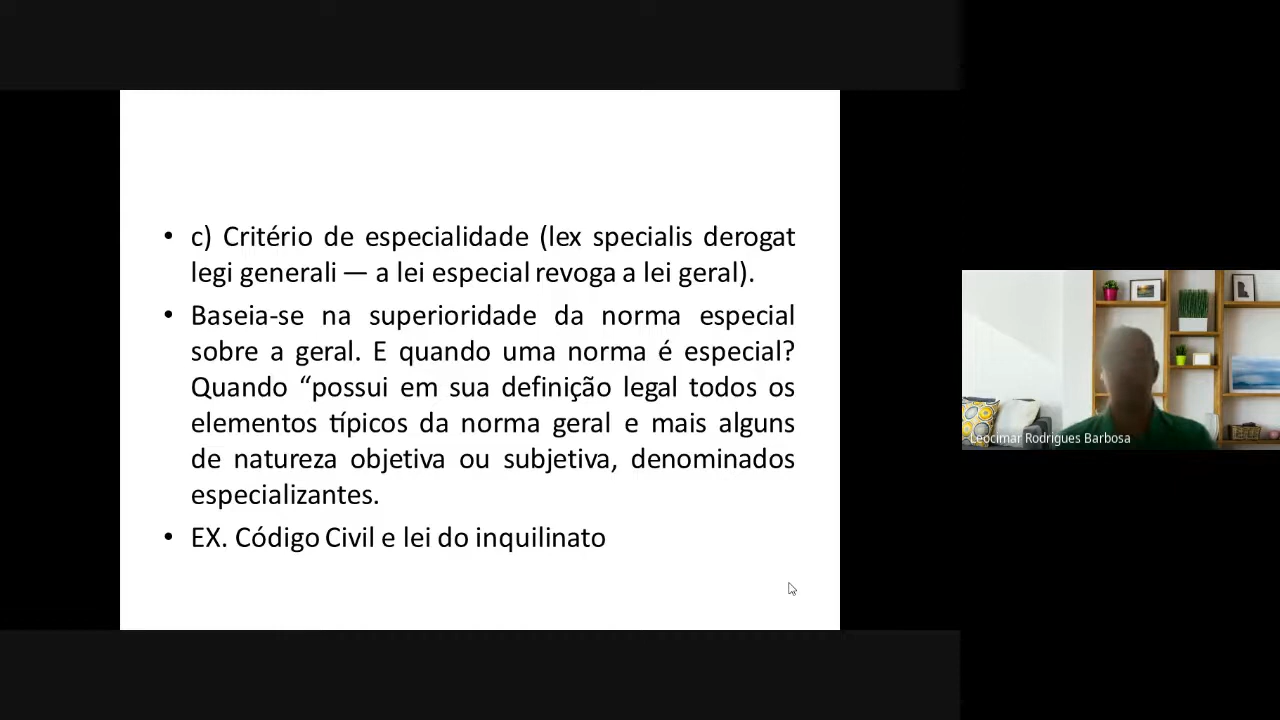 • c) Critério de especialidade (lex specialis derogat
legi generali — a lei especial revoga a lei geral).
• Baseia-se na superioridade da norma especial
sobre a geral. E quando uma norma é especial?
Quando “possui em sua definição legal todos os
elementos típicos da norma geral e mais alguns
de natureza objetiva ou subjetiva, denominados
especializantes.
• EX. Código Civil e lei do inquilinato
Leocimar Rodrigues Barbosa